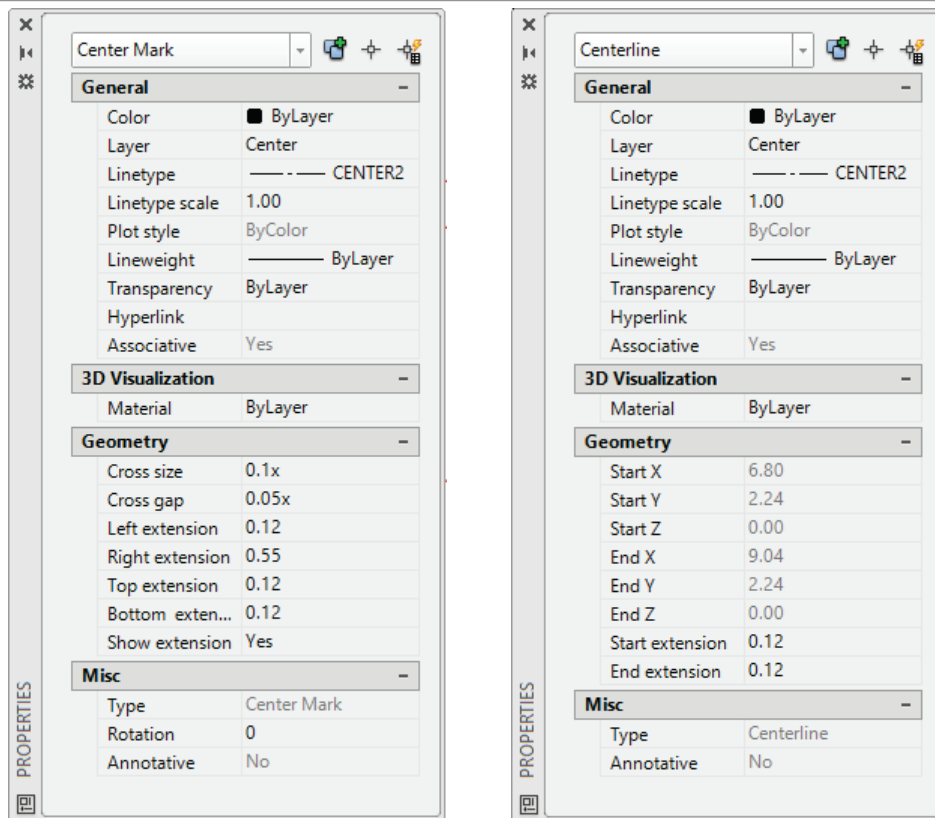 Center Mark
General
Color ByLayer
Layer Center
Linetype CENTER2
Linetype scale 1.00
Plot style ByColor
Lineweight ByLayer
Transparency ByLayer
Hyperlink
Associative Yes
3D Visualization
Material ByLayer
Geometry
Cross size 0.1x
Cross gap 0.05x
Left extension 0.12
Right extension 0.55
Top extension 0.12
Bottom exten... 0.12
Show extension Yes
Misc
Type Center Mark
Rotation 0
Annotative No
PROPERTIES
Centerline
General
Color ByLayer
Layer Center
Linetype CENTER2
Linetype scale 1.00
Plot style ByColor
Lineweight ByLayer
Transparency ByLayer
Hyperlink
Associative Yes
3D Visualization
Material ByLayer
Geometry
Start X 6.80
Start Y 2.24
Start Z 0.00
End X 9.04
End Y 2.24
End Z 0.00
Start extension 0.12
End extension 0.12
Misc
Type Centerline
Annotative No
PROPERTIES